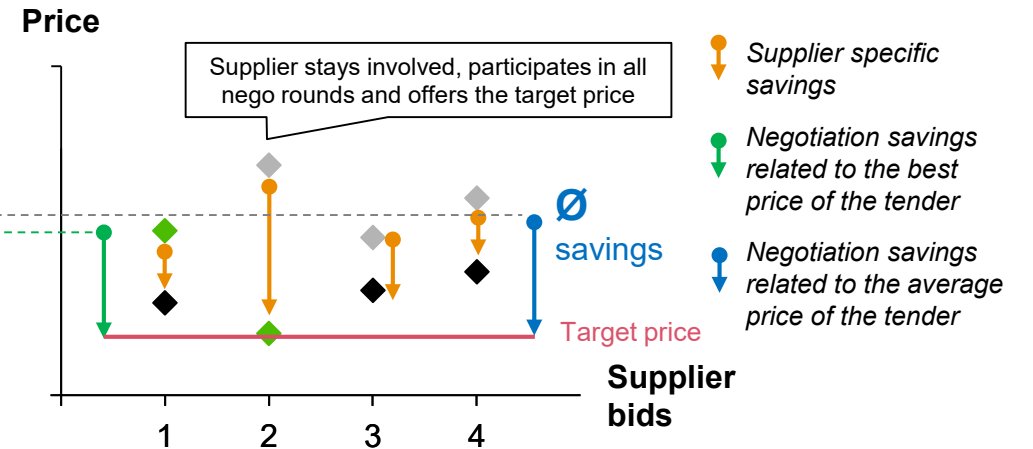 Price
Supplier stays involved, participates in all
nego rounds and offers the target price
Supplier specific
savings
Negotiation savings
related to the best
price of the tender
Ø
savings
Negotiation savings
related to the average
price of the tender
Target price
Supplier
bids
1
2
3
4